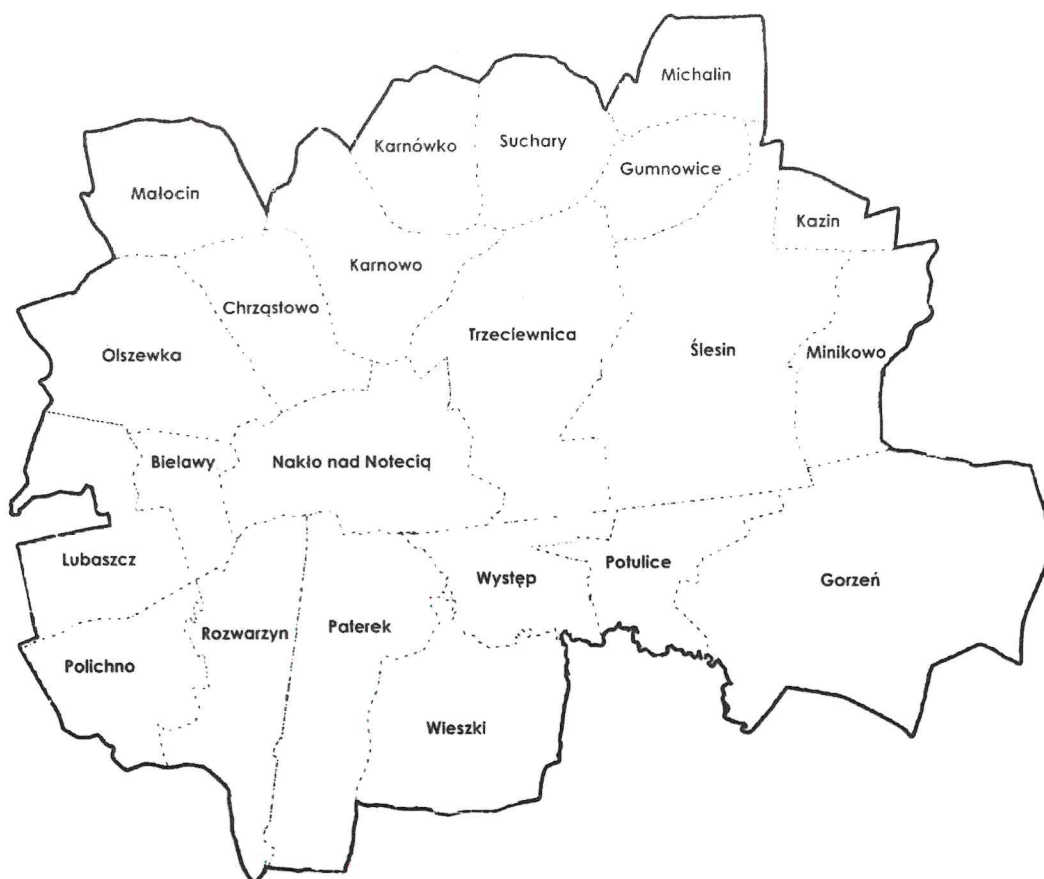 Michalin
Karnówko
Suchary
Gumnowice
Małocin
Kazin
Karnowo
Chrząstowo
Trzeciewnica
Ślesin
Minikowo
Olszewka
Bielawy
Nakło nad Notecią
Lubaszcz
Występ
Potulice
Gorzeń
Rozwarzyn
Paterek
Polichno
Wieszki